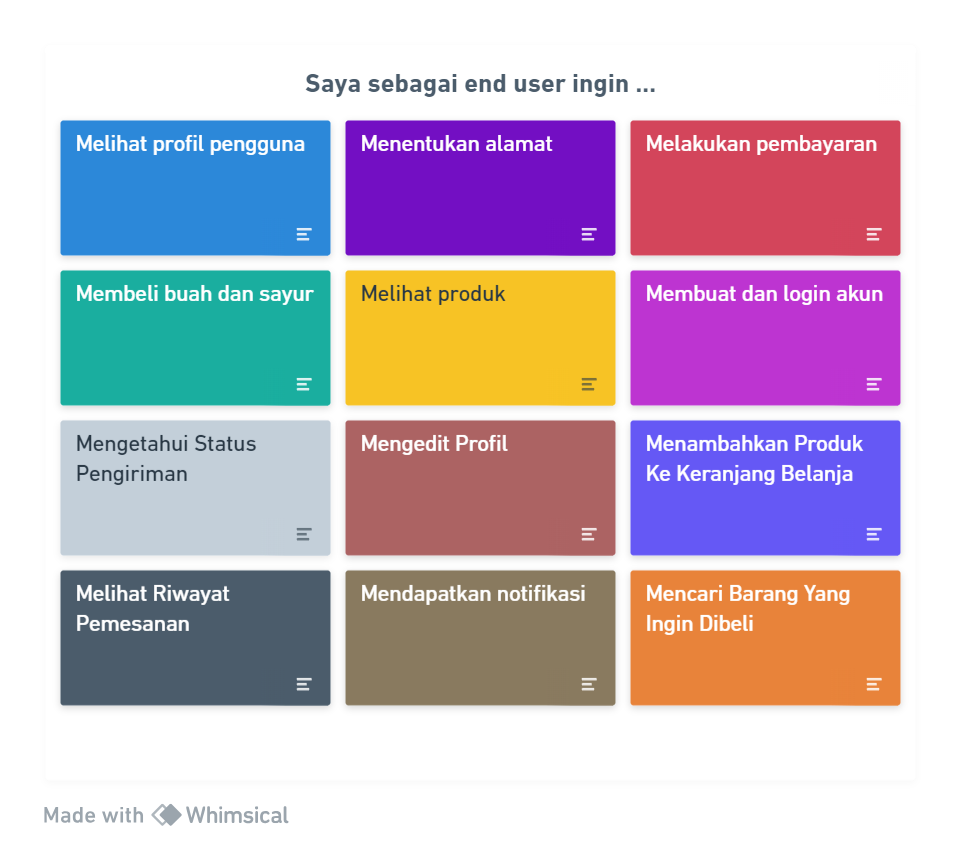 Saya sebagai end user ingin ...
Melihat profil pengguna
Menentukan alamat
Melakukan pembayaran
Membeli buah dan sayur
Melihat produk
Membuat dan login akun
Mengetahui Status
Pengiriman
Mengedit Profil
Menambahkan Produk
Ke Keranjang Belanja
Melihat Riwayat
Pemesanan
Mendapatkan notifikasi
Mencari Barang Yang
Ingin Dibeli
Made with Whimsical